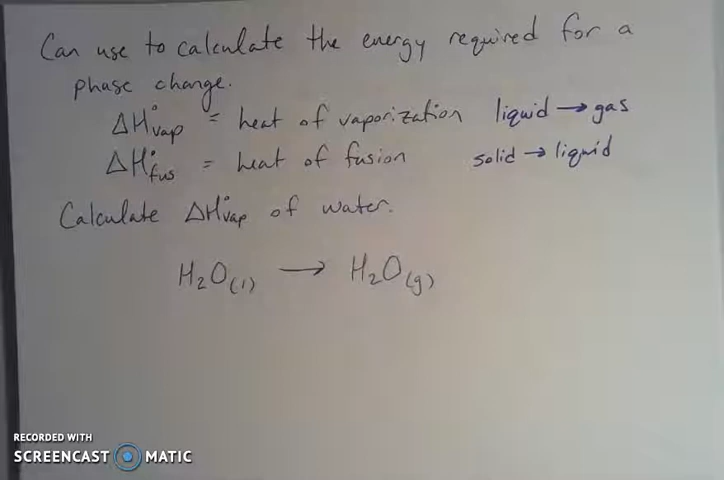 Can use to calculate the energy required for a
phase change.
ΔH°vap = heat of vaporization liquid → gas
ΔH°fus = heat of fusion solid → liquid
Calculate ΔH°vap of water.
H₂O(l) → H₂O(g)
RECORDED WITH
SCREENCAST MATIC